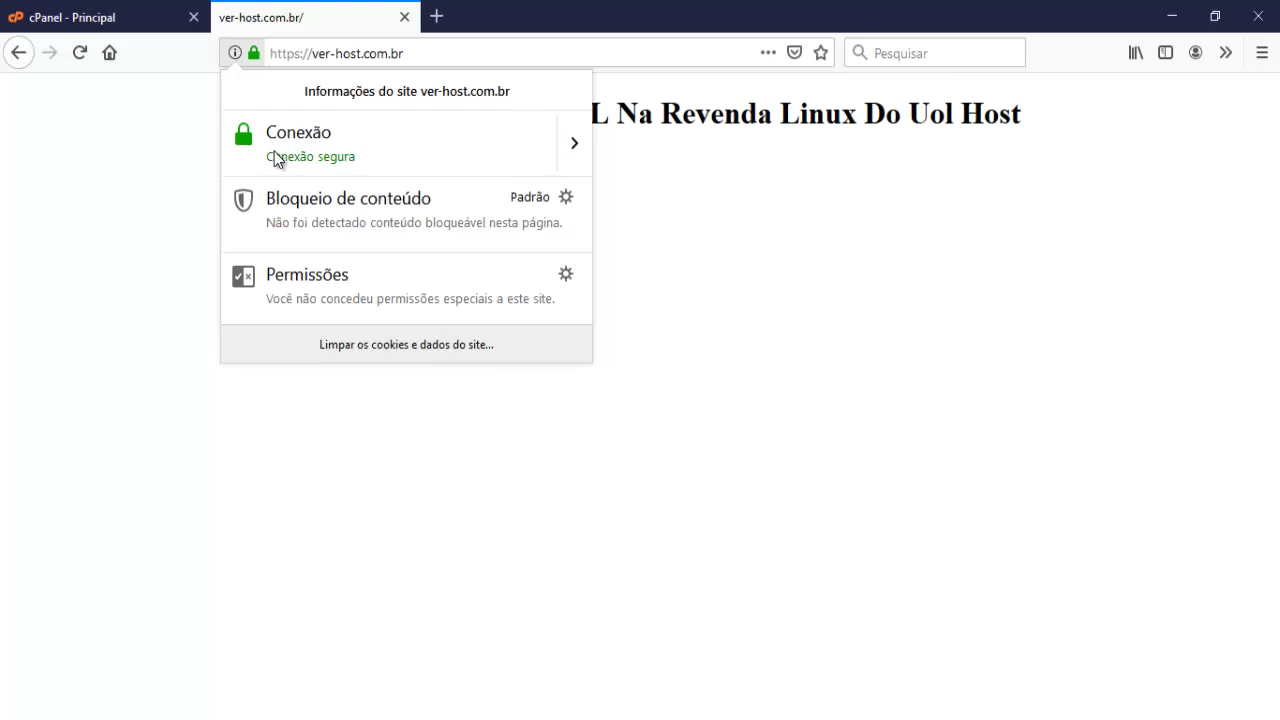 cPanel - Principal
ver-host.com.br/
https://ver-host.com.br
Pesquisar
Informações do site ver-host.com.br
L Na Revenda Linux Do Uol Host
Conexão
Conexão segura
Bloqueio de conteúdo
Padrão
Não foi detectado conteúdo bloqueável nesta página.
Permissões
Você não concedeu permissões especiais a este site.
Limpar os cookies e dados do site...